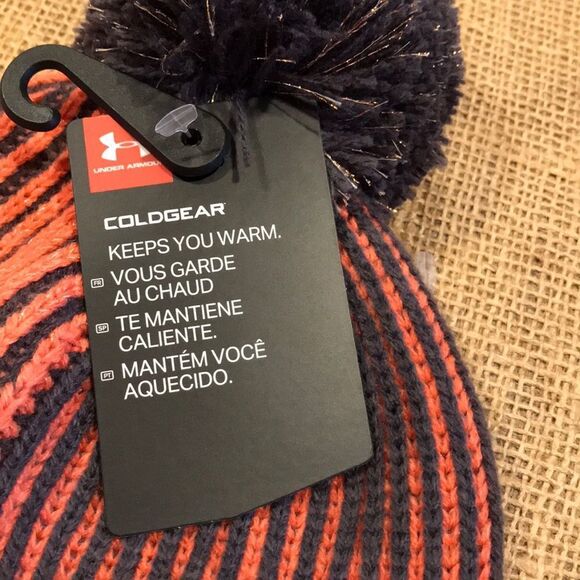 UNDER ARMOUR
COLDGEAR
KEEPS YOU WARM.
FR VOUS GARDE
AU CHAUD
SP TE MANTIENE
CALIENTE.
PT MANTÉM VOCÊ
AQUECIDO.